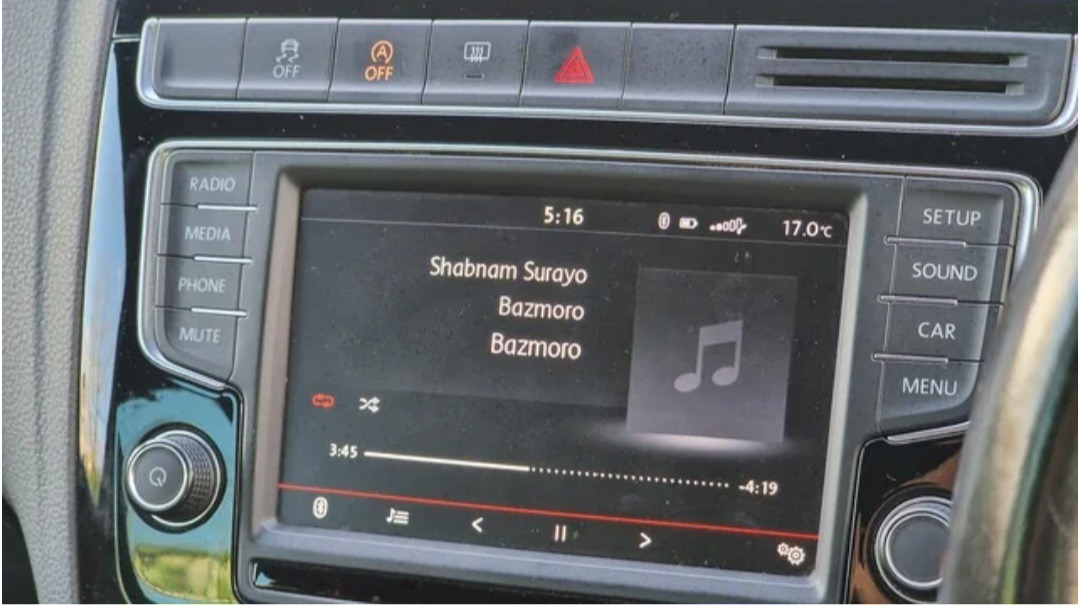 OFF
A
OFF
RADIO
MEDIA
PHONE
MUTE
5:16
17.0°C
Shabnam Surayo
Bazmoro
Bazmoro
3:45
-4:19
SETUP
SOUND
CAR
MENU